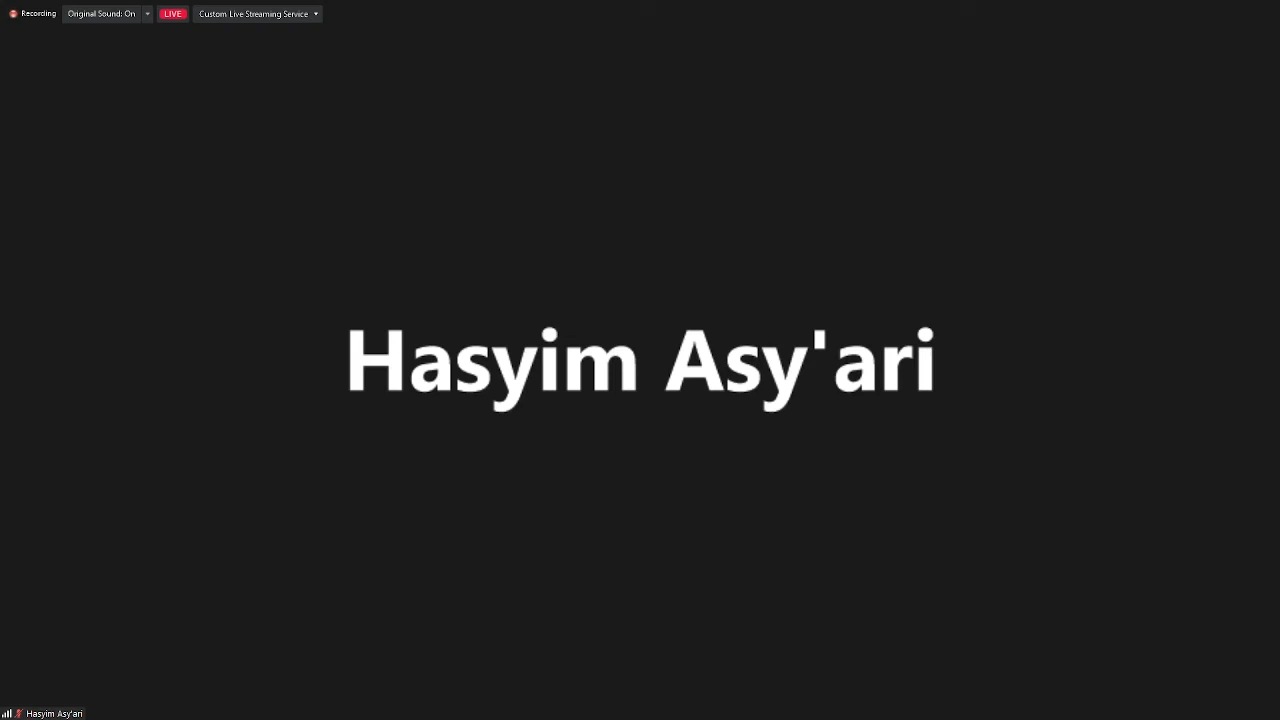 Recording Original Sound: On LIVE Custom Live Streaming Service
Hasyim Asy'ari
Hasyim Asy'ari